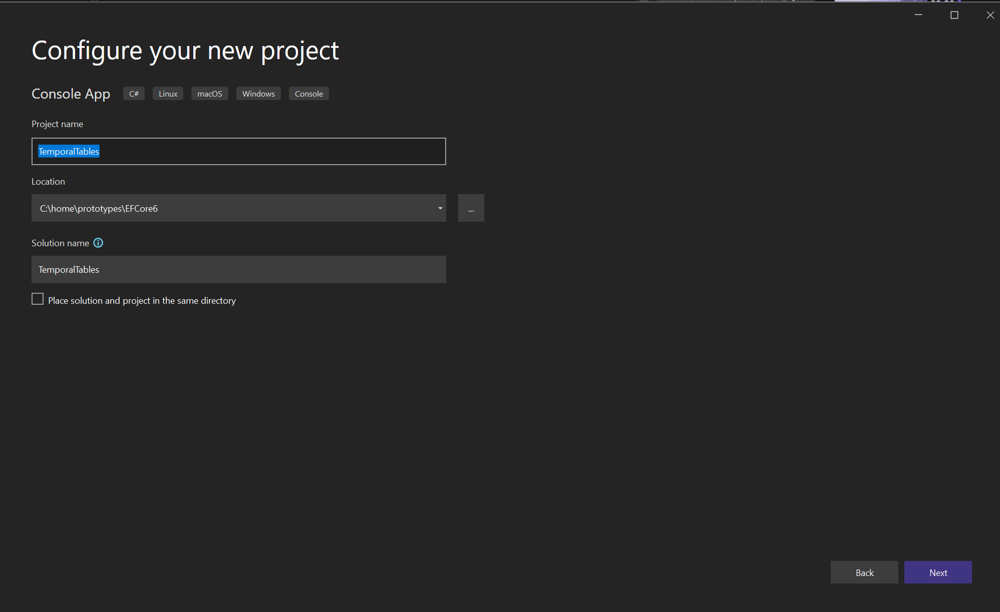 Configure your new project
Console App C# Linux macOS Windows Console
Project name
TemporalTables
Location
C:\home\prototypes\EFCore6
...
Solution name
TemporalTables
Place solution and project in the same directory
Back Next